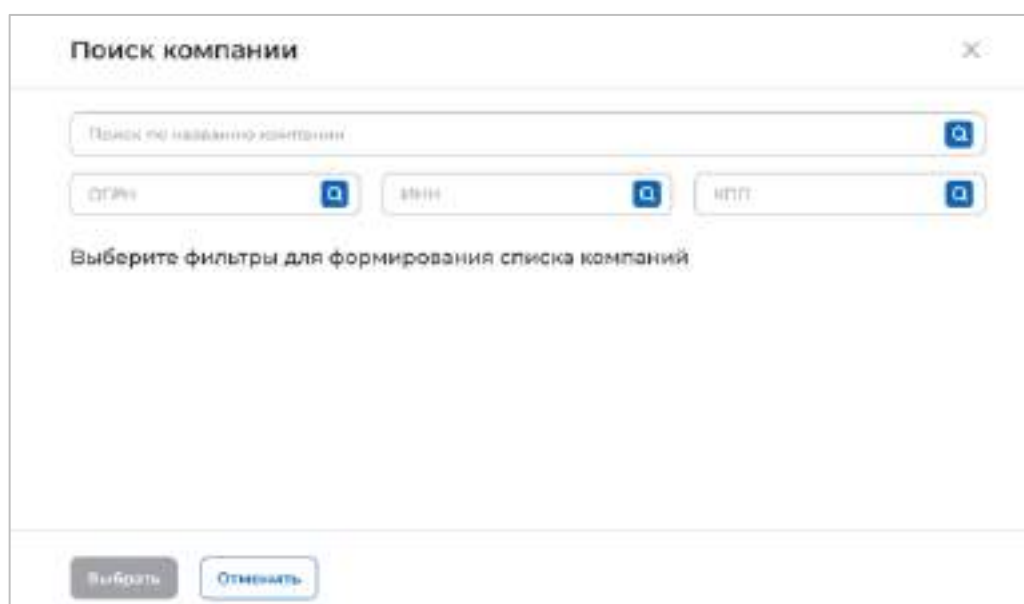 Поиск компании
Поиск по названию компании
ОГРН ИНН КПП
Выберите фильтры для формирования списка компаний
Выбрать Отменить